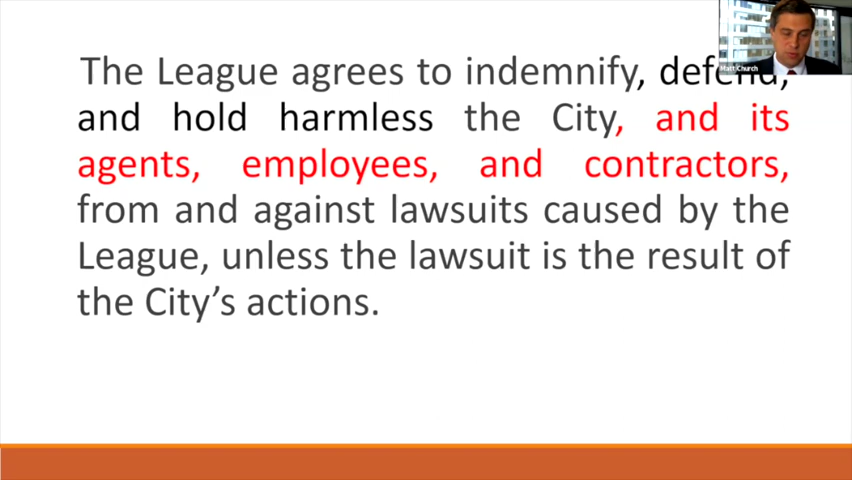 Matt Church
The League agrees to indemnify, defend,
and hold harmless the City, and its
agents, employees, and contractors,
from and against lawsuits caused by the
League, unless the lawsuit is the result of
the City’s actions.